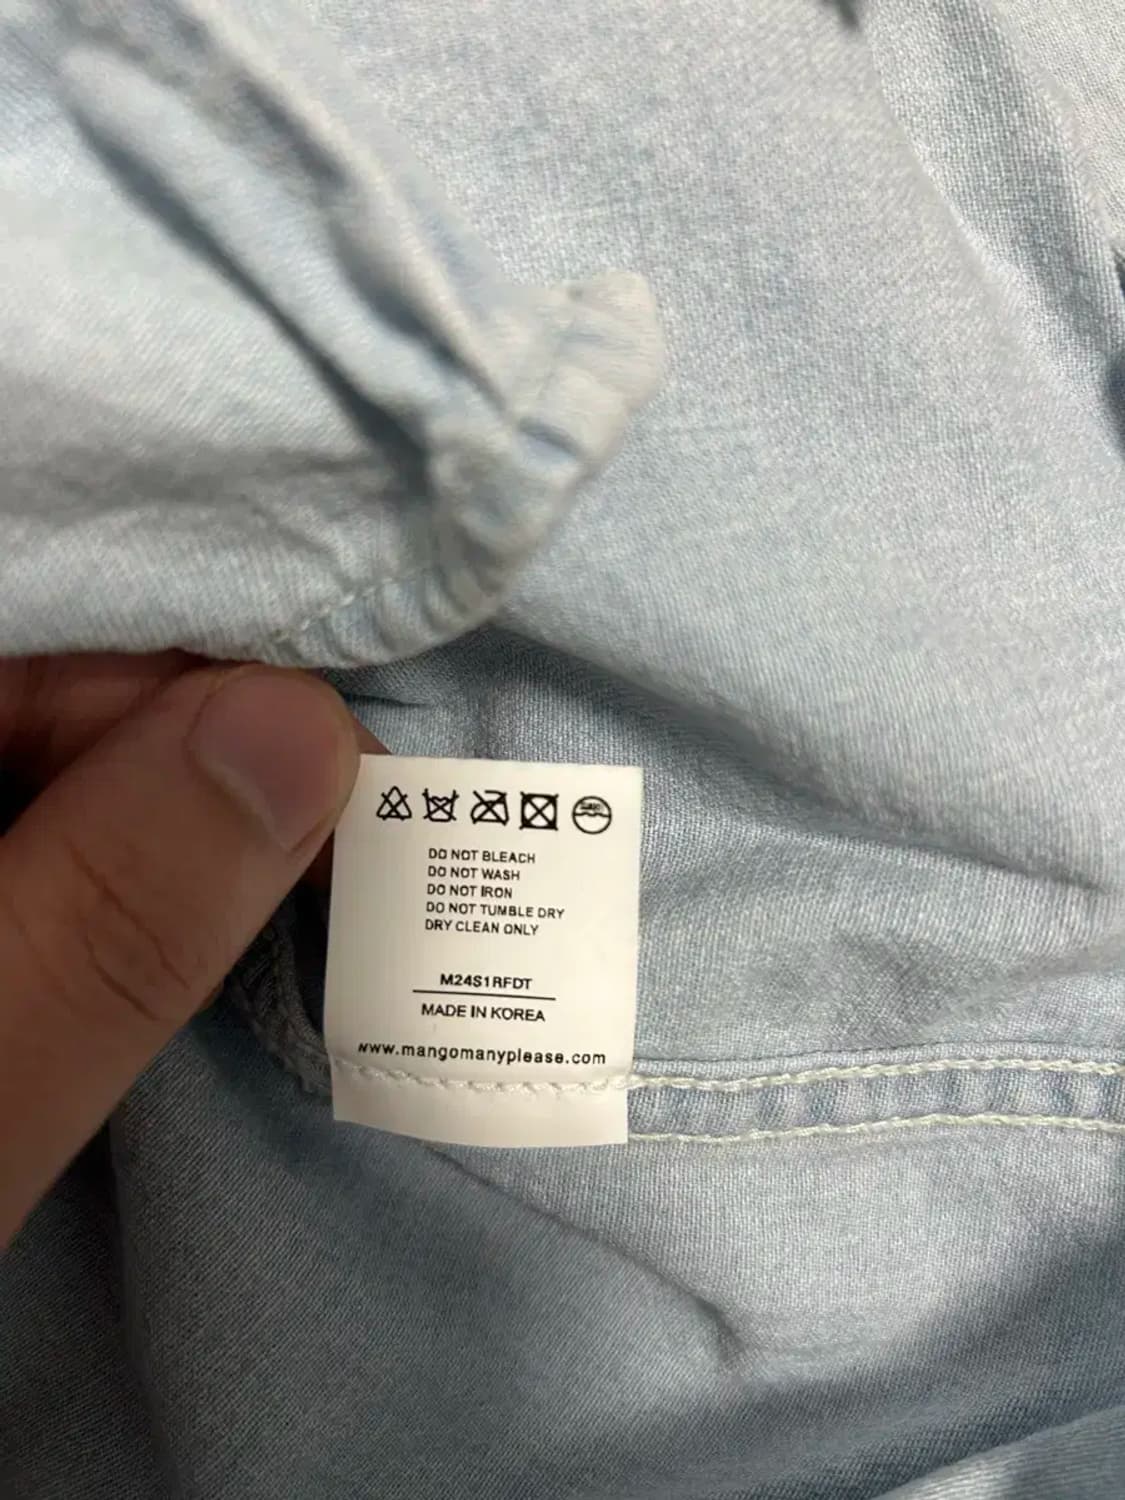 DO NOT BLEACH
DO NOT WASH
DO NOT IRON
DO NOT TUMBLE DRY
DRY CLEAN ONLY
M24S1RFDT
MADE IN KOREA
www.mangomanyplease.com